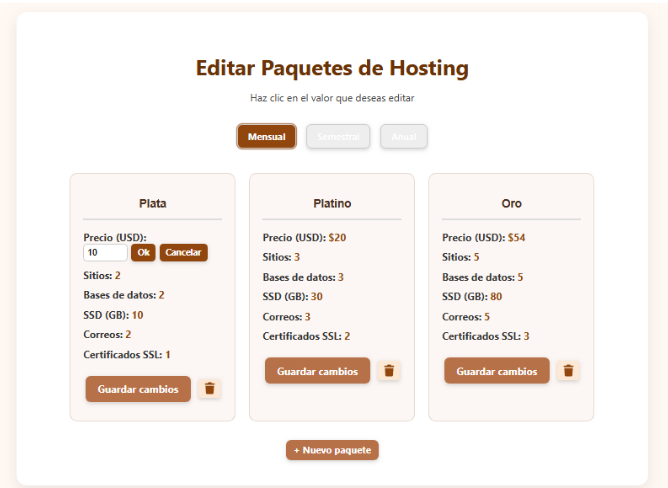 Editar Paquetes de Hosting
Haz clic en el valor que deseas editar
Mensual
Semestral
Anual
Plata
Precio (USD):
10
Ok
Cancelar
Sitios: 2
Bases de datos: 2
SSD (GB): 10
Correos: 2
Certificados SSL: 1
Guardar cambios
Platino
Precio (USD): $20
Sitios: 3
Bases de datos: 3
SSD (GB): 30
Correos: 3
Certificados SSL: 2
Guardar cambios
Oro
Precio (USD): $54
Sitios: 5
Bases de datos: 5
SSD (GB): 80
Correos: 5
Certificados SSL: 3
Guardar cambios
+ Nuevo paquete